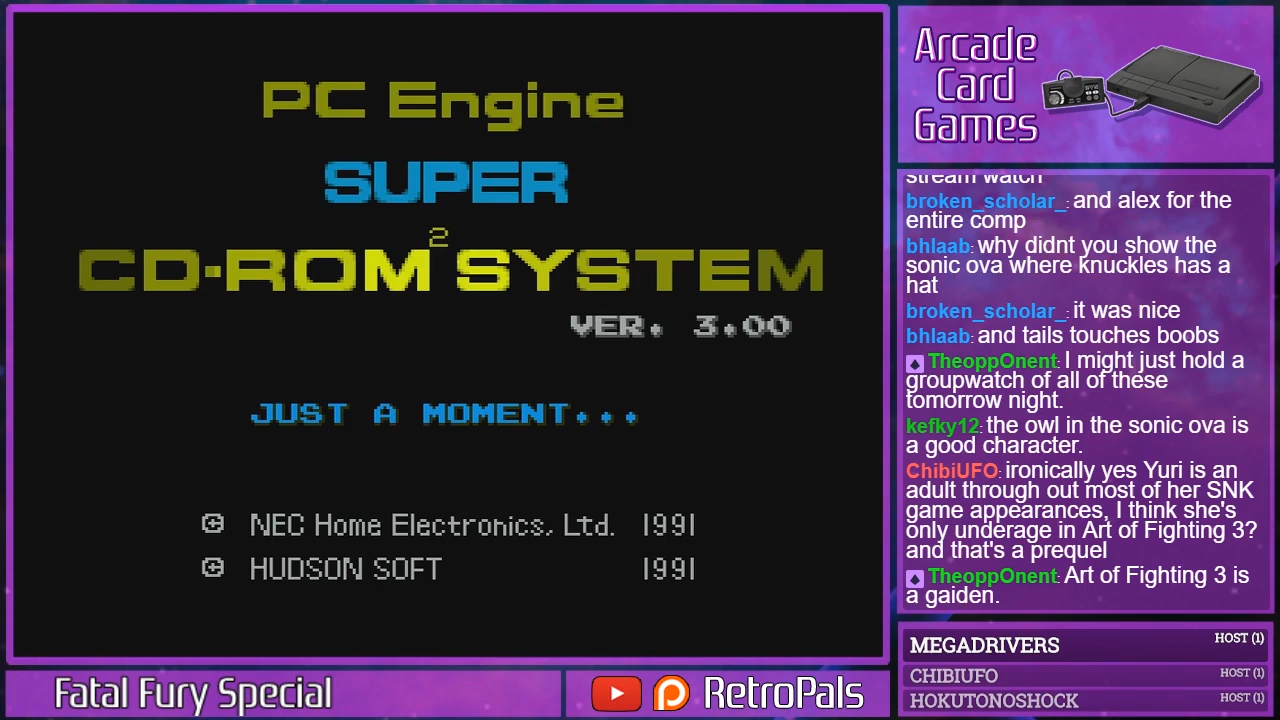 PC Engine
SUPER
CD-ROM² SYSTEM
VER. 3.00
JUST A MOMENT...
© NEC Home Electronics, Ltd. 1991
© HUDSON SOFT 1991
Arcade
Card
Games
stream watch
broken_scholar_: and alex for the
entire comp
bhlaab: why didnt you show the
sonic ova where knuckles has a
hat
broken_scholar_: it was nice
bhlaab: and tails touches boobs
TheoppOnent: I might just hold a
groupwatch of all of these
tomorrow night.
kefky12: the owl in the sonic ova is
a good character.
ChibiUFO: ironically yes Yuri is an
adult through out most of her SNK
game appearances, I think she's
only underage in Art of Fighting 3?
and that's a prequel
TheoppOnent: Art of Fighting 3 is
a gaiden.
MEGADRIVERS HOST (1)
CHIBIUFO HOST (1)
HOKUTONOSHOCK HOST (1)
Fatal Fury Special
RetroPals